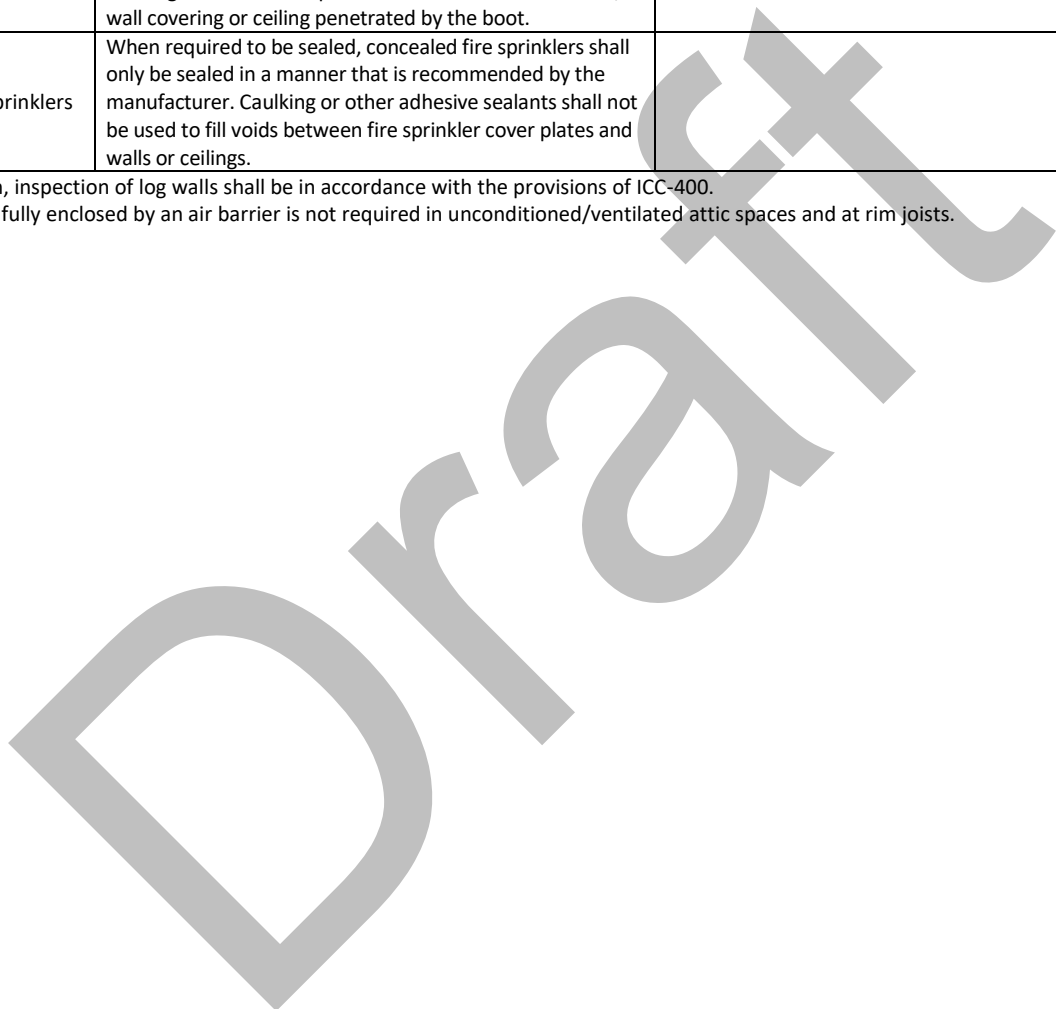 wall covering or ceiling penetrated by the boot.
When required to be sealed, concealed fire sprinklers shall
only be sealed in a manner that is recommended by the
prinklers
manufacturer. Caulking or other adhesive sealants shall not
be used to fill voids between fire sprinkler cover plates and
walls or ceilings.
, inspection of log walls shall be in accordance with the provisions of ICC-400.
fully enclosed by an air barrier is not required in unconditioned/ventilated attic spaces and at rim joists.
Draft